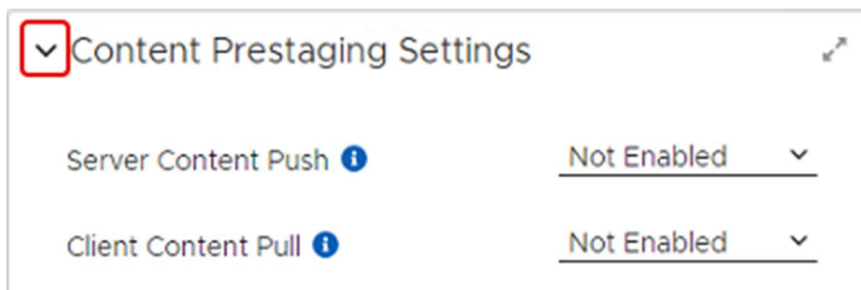 Content Prestaging Settings
Server Content Push Not Enabled
Client Content Pull Not Enabled